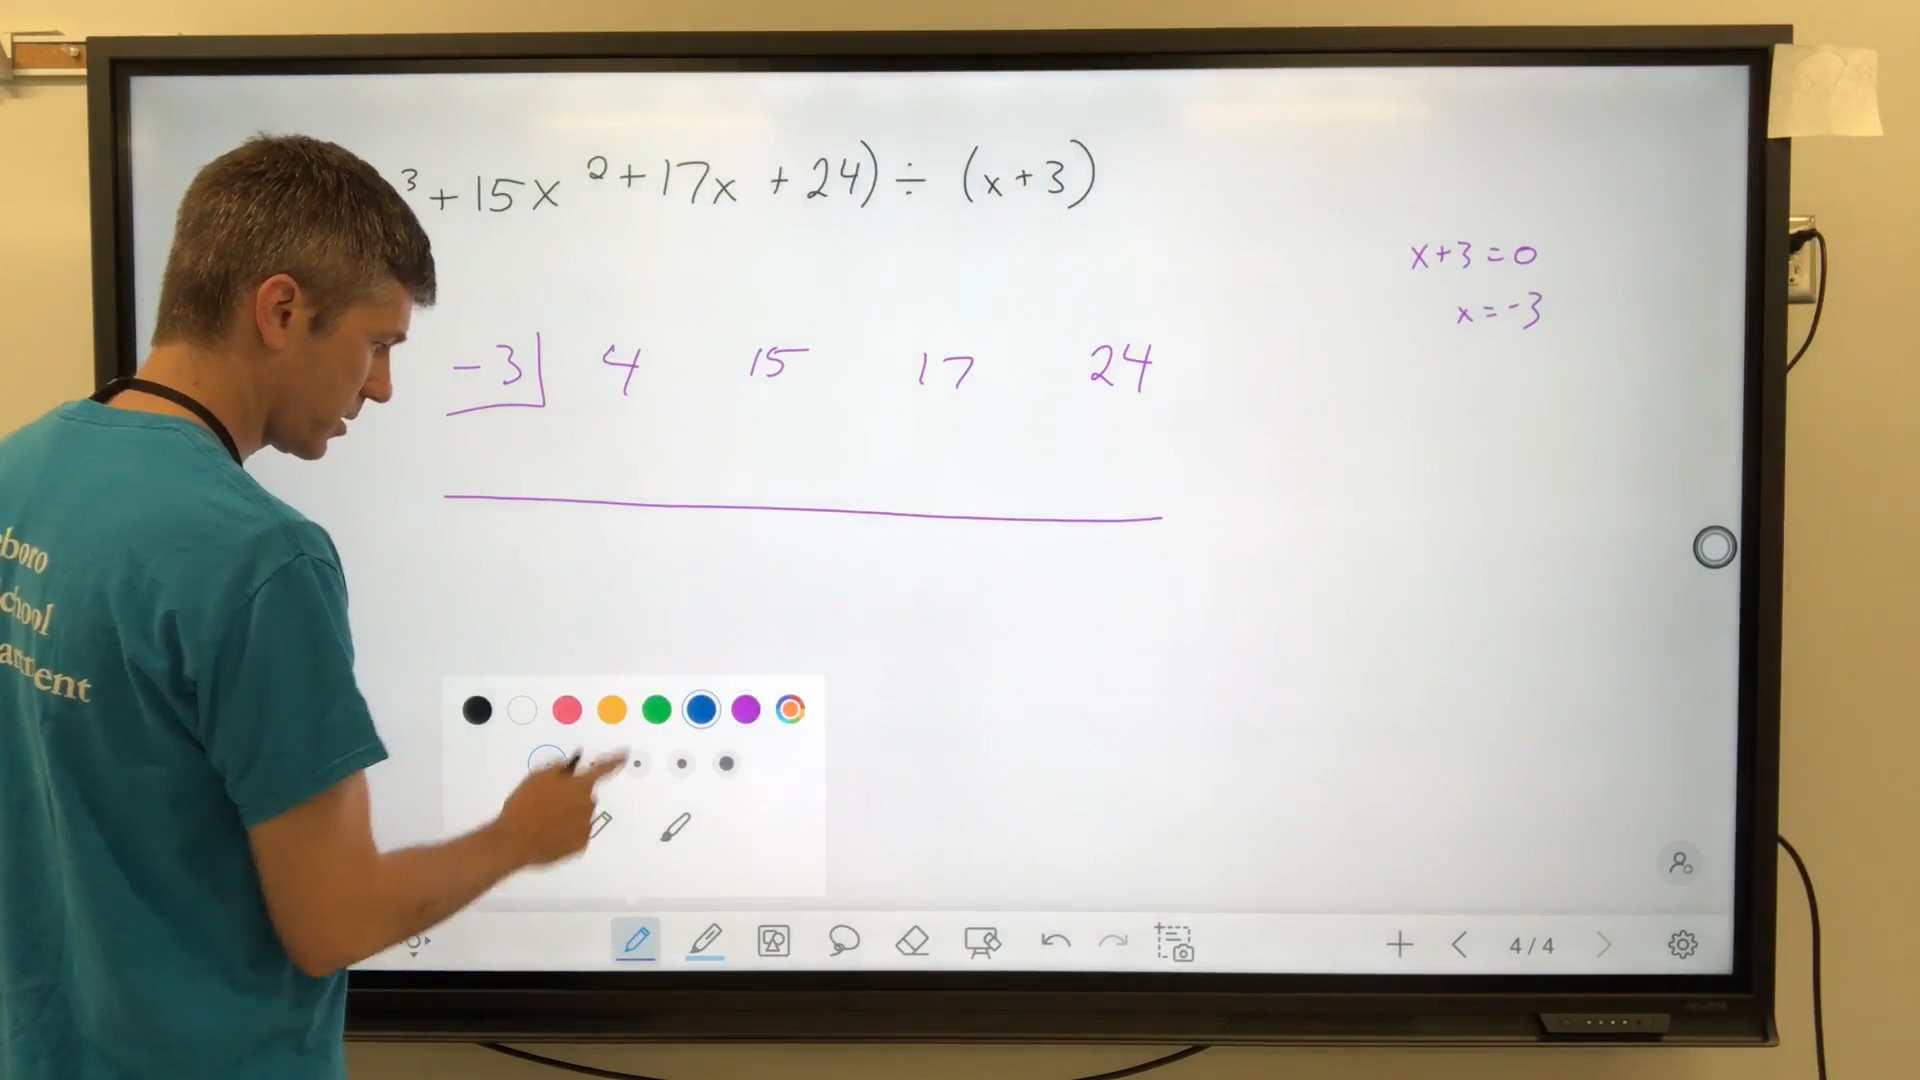 ³ + 15x² + 17x + 24) ÷ (x + 3)
x + 3 = 0
x = -3
-3 4 15 17 24
4 / 4